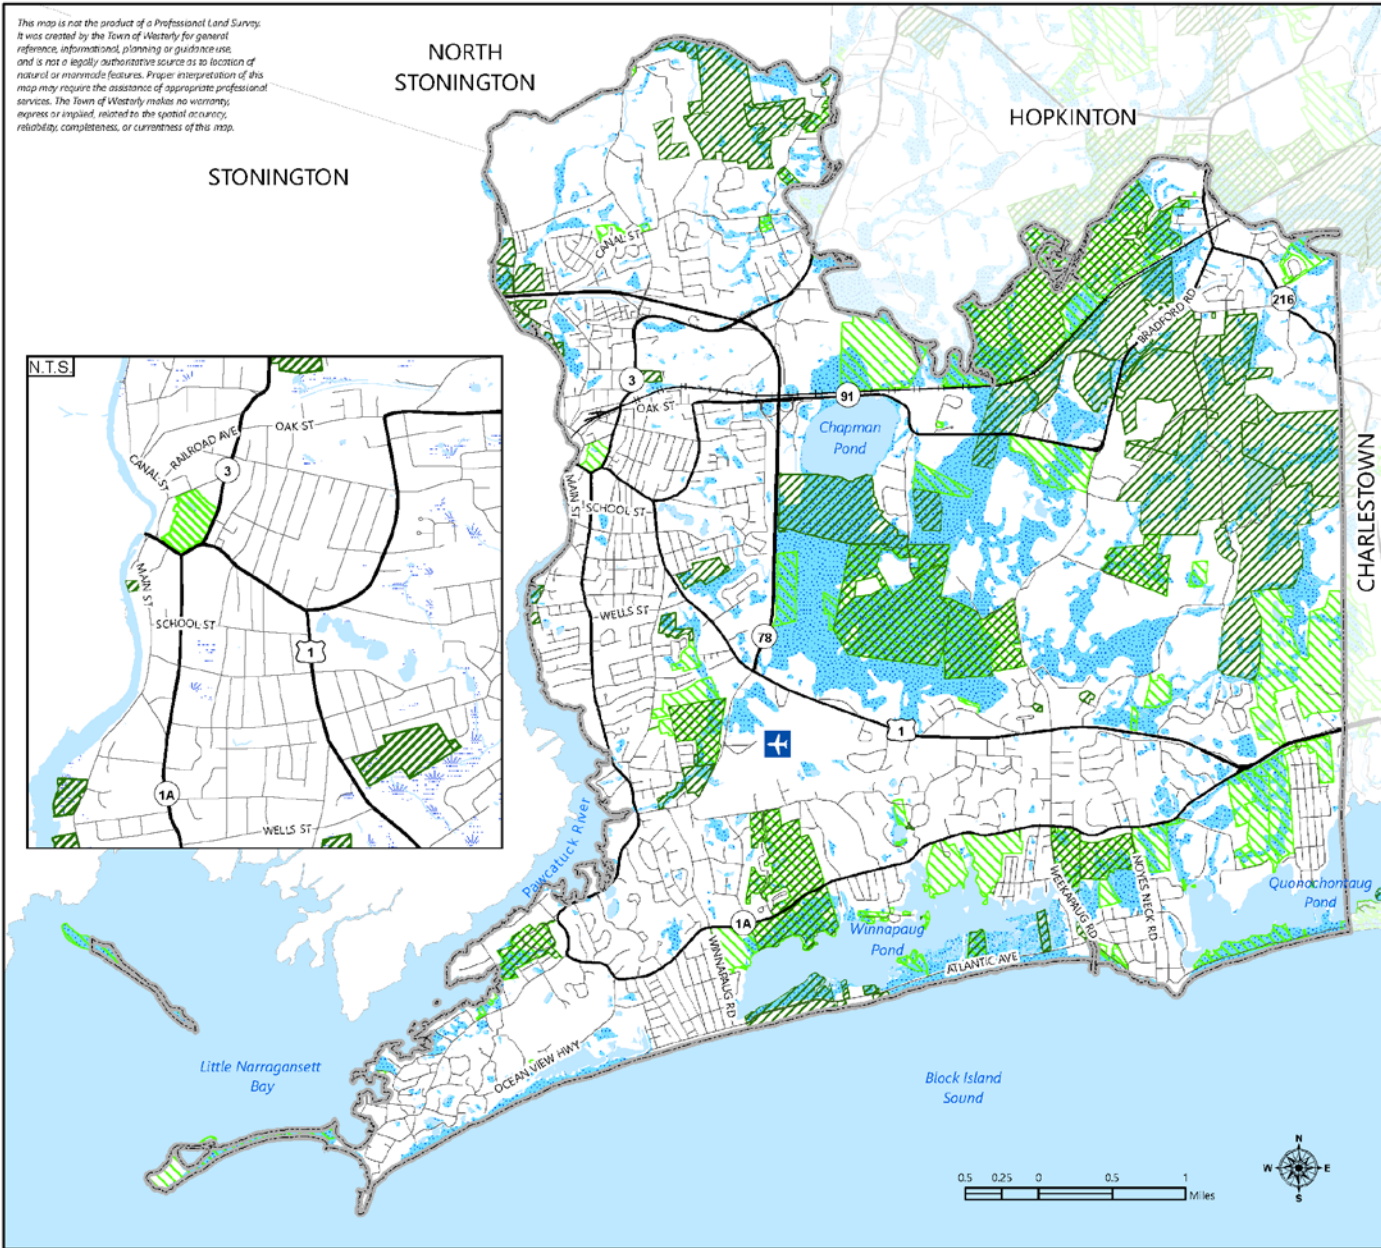 This map is not the product of a Professional Land Survey.
It was created by the Town of Westerly for general
reference, informational, planning or guidance use,
and is not a legally authoritative source as to location of
natural or manmade features. Proper interpretation of this
map may require the assistance of appropriate professional
services. The Town of Westerly makes no warranty,
express or implied, related to the spatial accuracy,
reliability, completeness, or currentness of this map.
NORTH
STONINGTON
STONINGTON
HOPKINTON
CHARLESTOWN
CANAL ST
BRADFORD RD
216
3
OAK ST
91
Chapman
Pond
MAIN ST
SCHOOL ST
WELLS ST
78
1
Pawcatuck River
1A
WINNAPAUG RD
Winnapaug
Pond
WEEKAPAUG RD
NOYES NECK RD
ATLANTIC AVE
Quonochontaug
Pond
OCEAN VIEW HWY
Little Narragansett
Bay
Block Island
Sound
N.T.S.
RAILROAD AVE
OAK ST
CANAL ST
3
MAIN ST
SCHOOL ST
1
1A
WELLS ST
0.5 0.25 0 0.5 1
Miles
N
W E
S